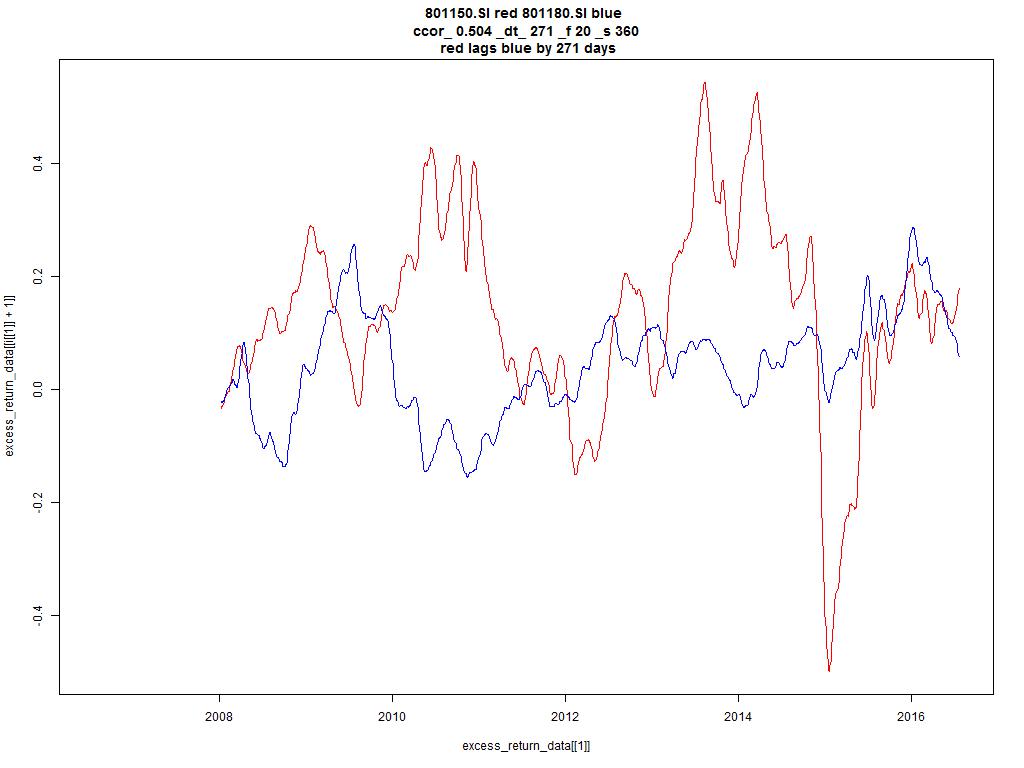 801150.SI red 801180.SI blue
ccor_ 0.504 _dt_ 271 _f 20 _s 360
red lags blue by 271 days
excess_return_data[[i[[1]] + 1]]
0.4
0.2
0.0
-0.2
-0.4
2008 2010 2012 2014 2016
excess_return_data[[1]]